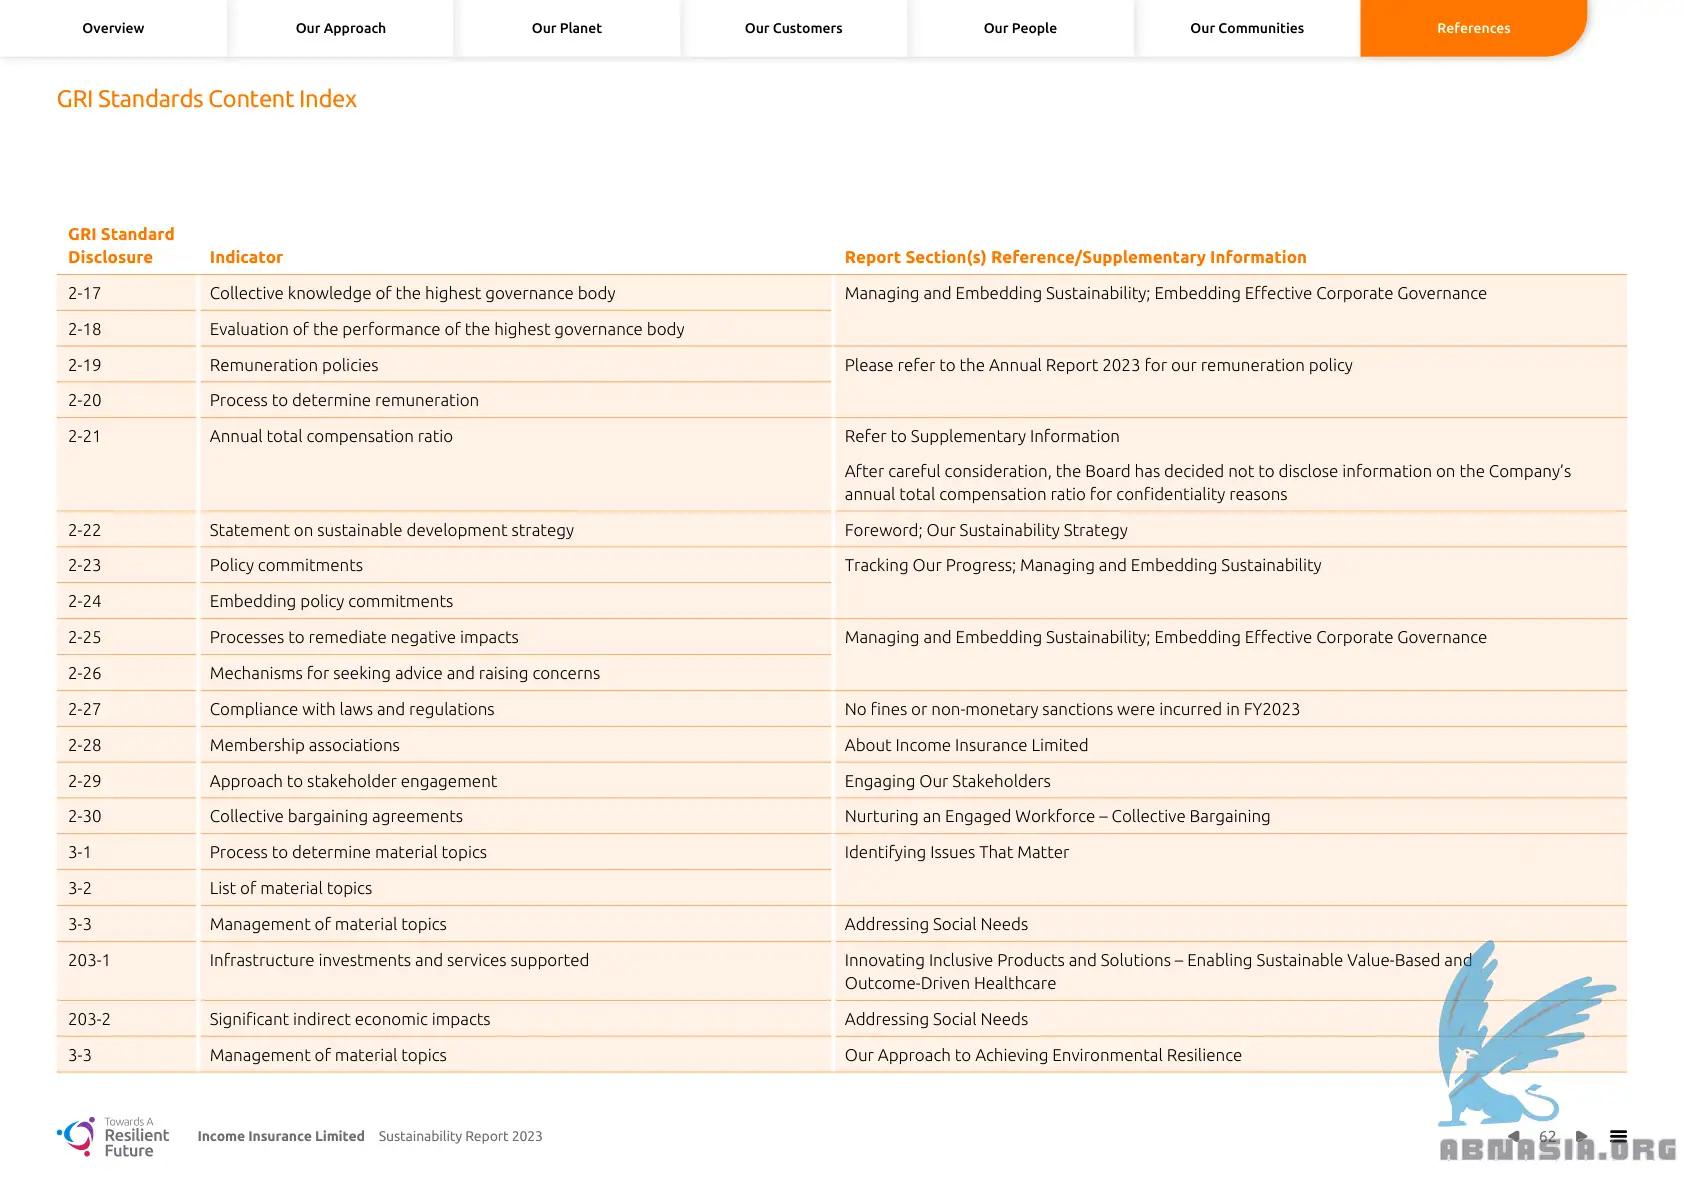 Overview
Our Approach
Our Planet
Our Customers
Our People
Our Communities
References
GRI Standards Content Index
GRI Standard
Disclosure
Indicator
Report Section(s) Reference/Supplementary Information
2-17
Collective knowledge of the highest governance body
Managing and Embedding Sustainability; Embedding Effective Corporate Governance
2-18
Evaluation of the performance of the highest governance body
2-19
Remuneration policies
Please refer to the Annual Report 2023 for our remuneration policy
2-20
Process to determine remuneration
2-21
Annual total compensation ratio
Refer to Supplementary Information
After careful consideration, the Board has decided not to disclose information on the Company’s
annual total compensation ratio for confidentiality reasons
2-22
Statement on sustainable development strategy
Foreword; Our Sustainability Strategy
2-23
Policy commitments
Tracking Our Progress; Managing and Embedding Sustainability
2-24
Embedding policy commitments
2-25
Processes to remediate negative impacts
Managing and Embedding Sustainability; Embedding Effective Corporate Governance
2-26
Mechanisms for seeking advice and raising concerns
2-27
Compliance with laws and regulations
No fines or non-monetary sanctions were incurred in FY2023
2-28
Membership associations
About Income Insurance Limited
2-29
Approach to stakeholder engagement
Engaging Our Stakeholders
2-30
Collective bargaining agreements
Nurturing an Engaged Workforce – Collective Bargaining
3-1
Process to determine material topics
Identifying Issues That Matter
3-2
List of material topics
3-3
Management of material topics
Addressing Social Needs
203-1
Infrastructure investments and services supported
Innovating Inclusive Products and Solutions – Enabling Sustainable Value-Based and
Outcome-Driven Healthcare
203-2
Significant indirect economic impacts
Addressing Social Needs
3-3
Management of material topics
Our Approach to Achieving Environmental Resilience
Towards A
Resilient
Future
Income Insurance Limited Sustainability Report 2023
62
ABNASIA.ORG